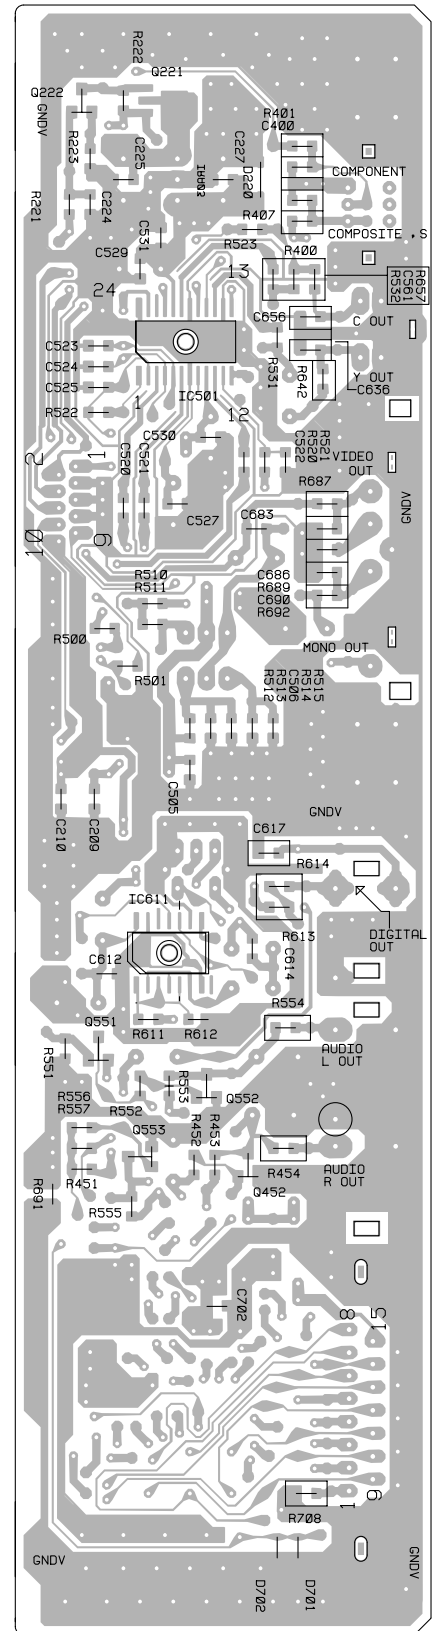 R222
Q221
Q222
GNDV
R401
C400
R223
C225
C227
D220
COMPONENT
R221
C224
R407
COMPOSITE ,S
C531
R523
C529
R400
13
24
R657
C561
R532
C656
C OUT
C523
C524
R531
R642
Y OUT
C525
C636
IC501
R522
1
12
C530
R521
R520
C522
VIDEO
OUT
2
1
C520
C521
R687
GNDV
C527
C683
10
9
R510
R511
C686
R689
C690
R692
R500
MONO OUT
R501
R515
R514
C506
R513
R512
C505
C210
C209
GNDV
C617
R614
IC611
DIGITAL
OUT
R613
C614
C612
R554
Q551
R611
R612
R551
AUDIO
L OUT
R556
R557
R552
R553
Q552
Q553
R452
R453
R451
R454
AUDIO
R OUT
R691
R555
Q452
C702
8
15
1
9
R708
GNDV
GNDV
D702
D701